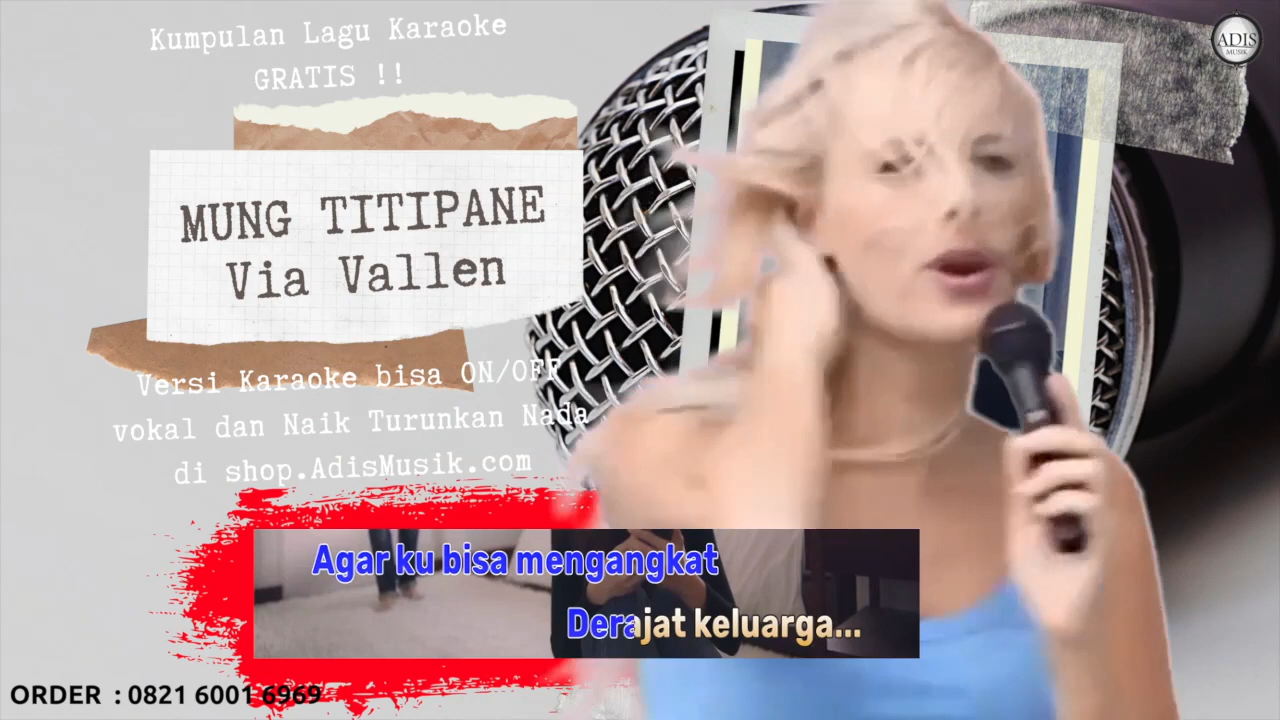 Kumpulan Lagu Karaoke
GRATIS !!
ADIS
MUSIK
MUNG TITIPANE
Via Vallen
Versi Karaoke bisa ON/OFF
vokal dan Naik Turunkan Nada
di shop.AdisMusik.com
Agar ku bisa mengangkat
Derajat keluarga...
ORDER : 0821 6001 6969